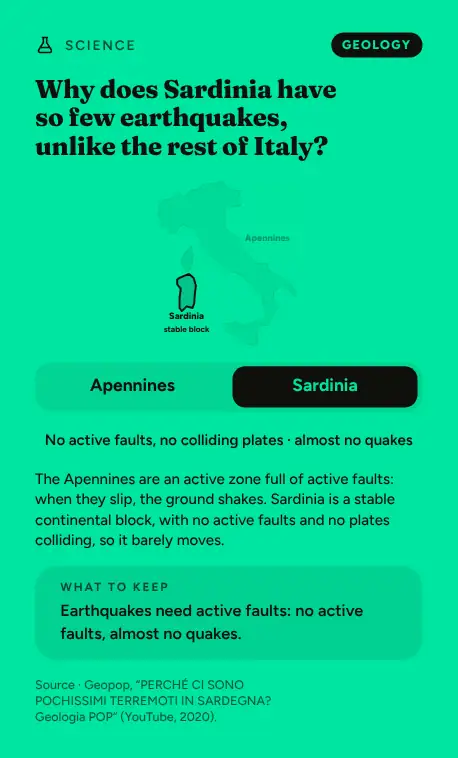 SCIENCE
GEOLOGY
Why does Sardinia have
so few earthquakes,
unlike the rest of Italy?
Apennines
Sardinia
stable block
Apennines
Sardinia
No active faults, no colliding plates · almost no quakes
The Apennines are an active zone full of active faults:
when they slip, the ground shakes. Sardinia is a stable
continental block, with no active faults and no plates
colliding, so it barely moves.
WHAT TO KEEP
Earthquakes need active faults: no active
faults, almost no quakes.
Source · Geopop, “PERCHÉ CI SONO
POCHISSIMI TERREMOTI IN SARDEGNA?
Geologia POP” (YouTube, 2020).